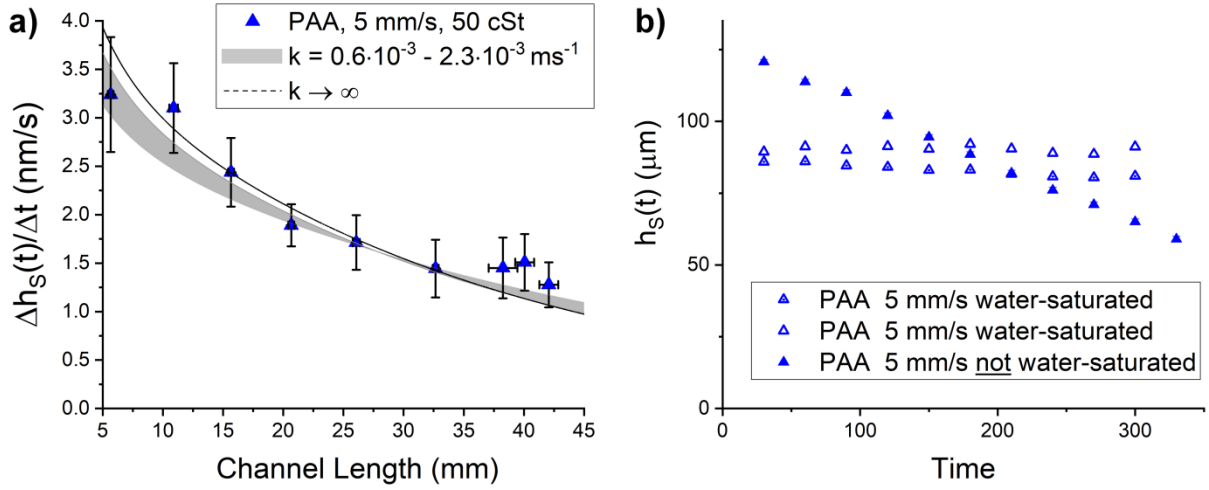 a)
PAA, 5 mm/s, 50 cSt
k = 0.6·10⁻³ - 2.3·10⁻³ ms⁻¹
k → ∞
Δhₛ(t)/Δt (nm/s)
4.0
3.5
3.0
2.5
2.0
1.5
1.0
0.5
0.0
5 10 15 20 25 30 35 40 45
Channel Length (mm)
b)
hₛ(t) (μm)
100
50
0
PAA 5 mm/s water-saturated
PAA 5 mm/s water-saturated
PAA 5 mm/s not water-saturated
0 100 200 300
Time